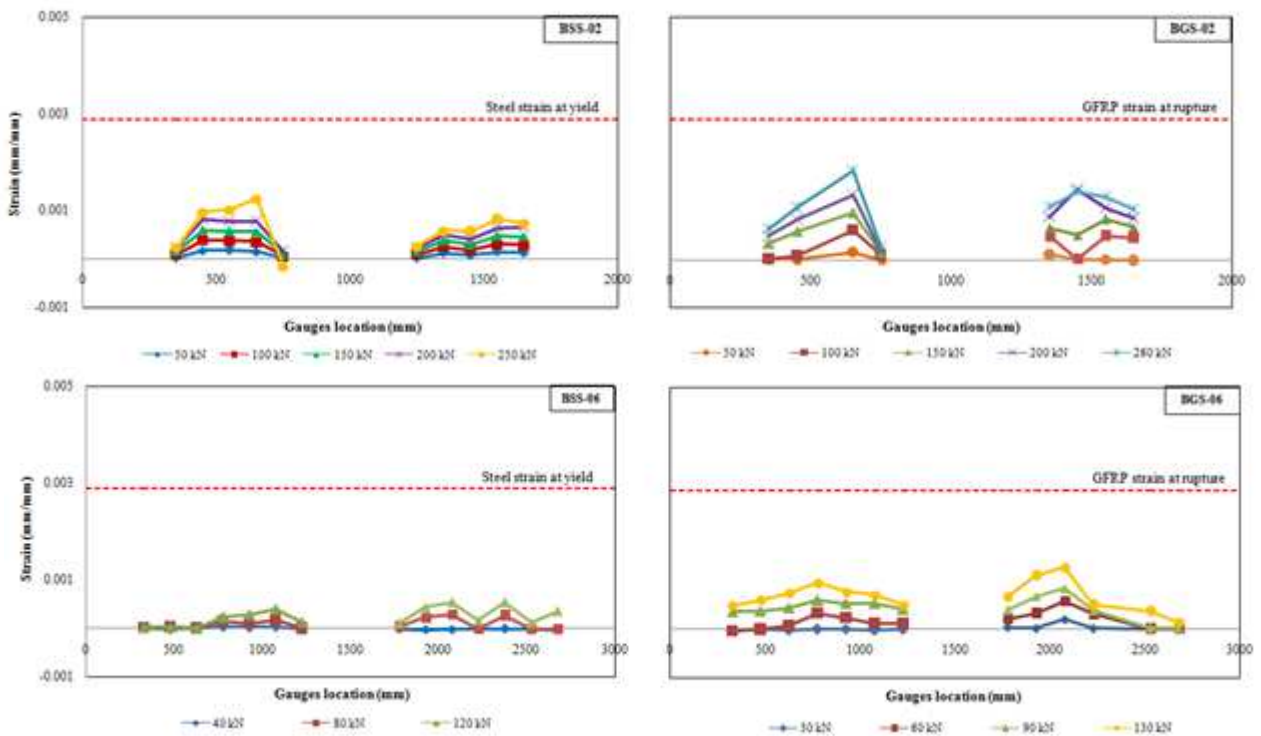 BSS-02
0.005
0.003
0.001
-0.001
Strain (mm/mm)
Steel strain at yield
0 500 1000 1500 2000
Gauges location (mm)
50 kN 100 kN 150 kN 200 kN 250 kN
BGS-02
GFRP strain at rupture
0 500 1000 1500 2000
Gauges location (mm)
50 kN 100 kN 150 kN 200 kN 260 kN
BSS-06
0.005
0.003
0.001
-0.001
Strain (mm/mm)
Steel strain at yield
0 500 1000 1500 2000 2500 3000
Gauges location (mm)
40 kN 80 kN 120 kN
BGS-06
GFRP strain at rupture
0 500 1000 1500 2000 2500 3000
Gauges location (mm)
30 kN 60 kN 90 kN 130 kN